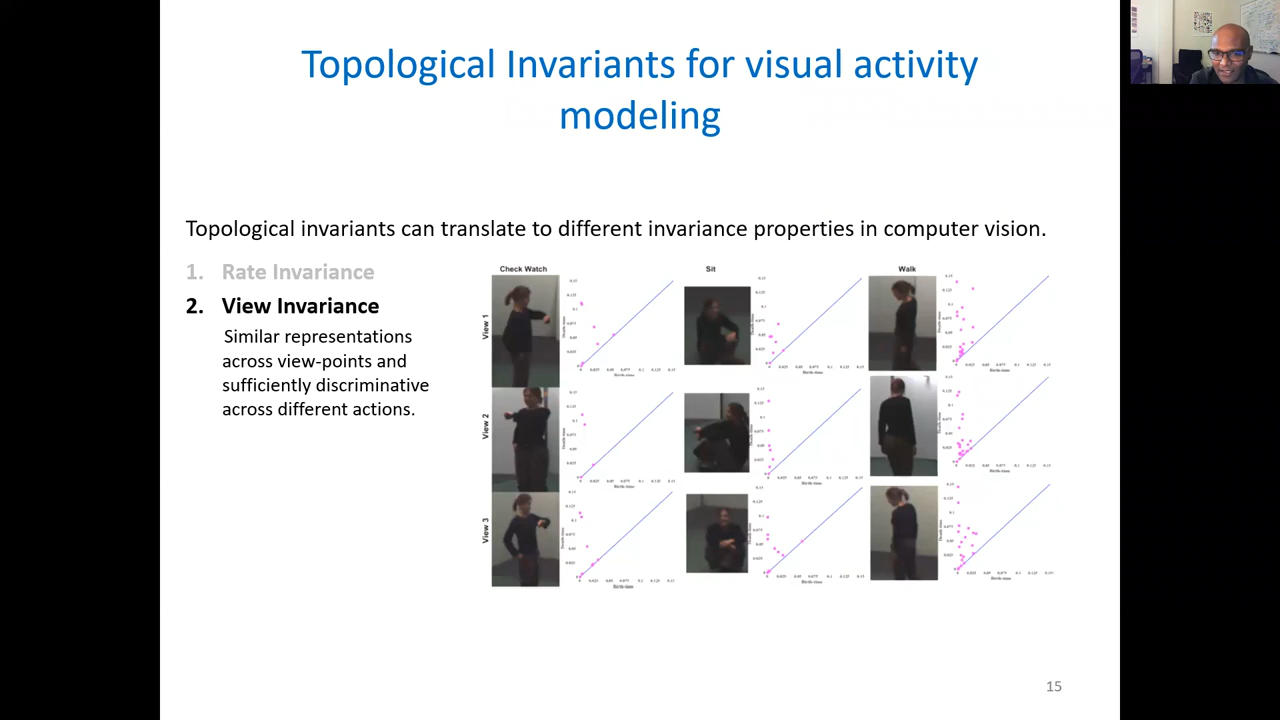 Topological Invariants for visual activity
modeling
Topological invariants can translate to different invariance properties in computer vision.
1. Rate Invariance
2. View Invariance
Similar representations
across view-points and
sufficiently discriminative
across different actions.
Check Watch
Sit
Walk
View 1
View 2
View 3
Birth-time
15